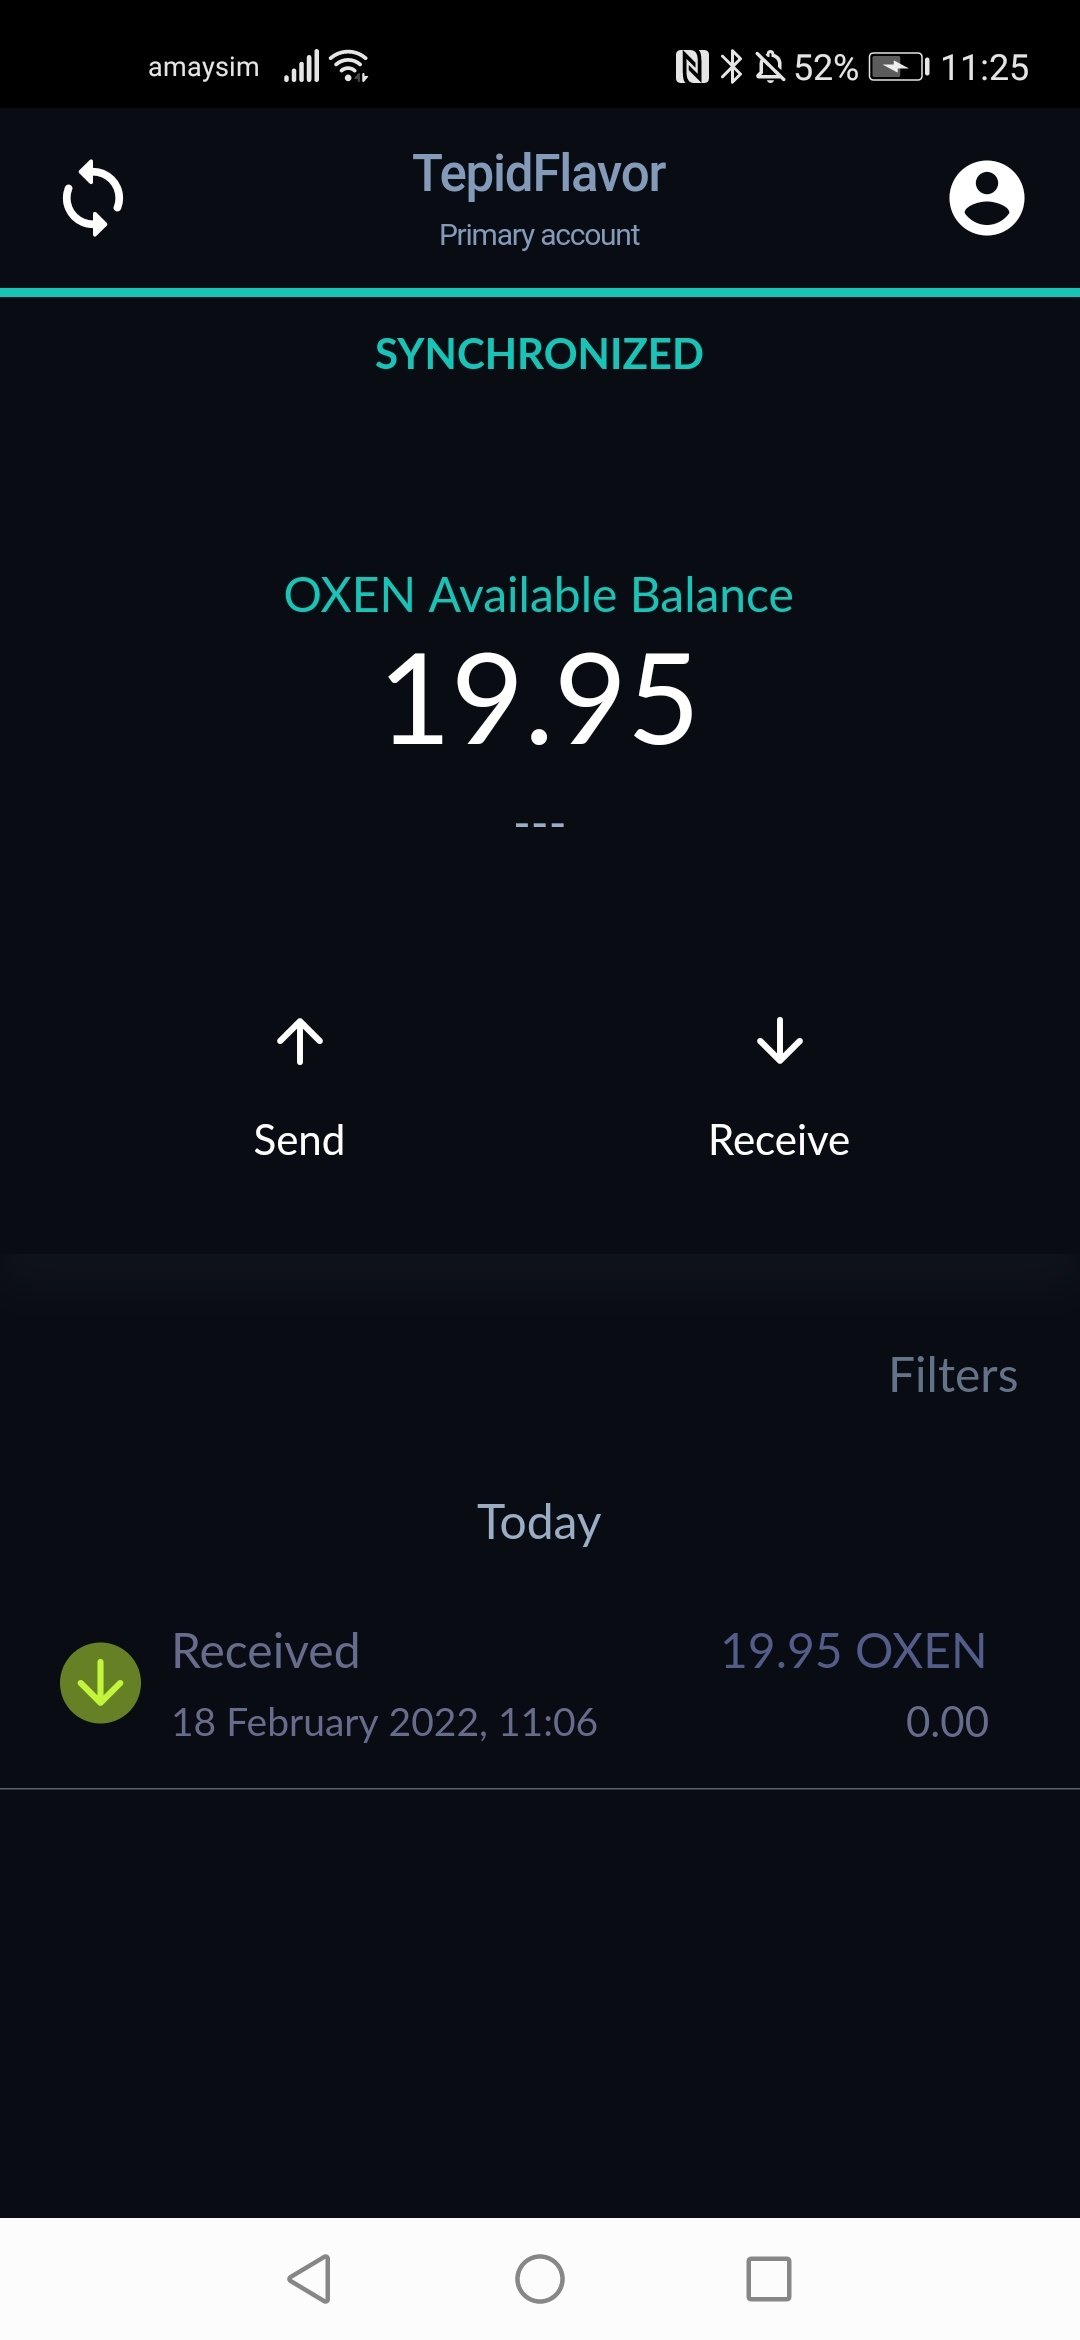 amaysim 52% 11:25
TepidFlavor
Primary account
SYNCHRONIZED
OXEN Available Balance
19.95
---
Send Receive
Filters
Today
Received 19.95 OXEN
18 February 2022, 11:06 0.00